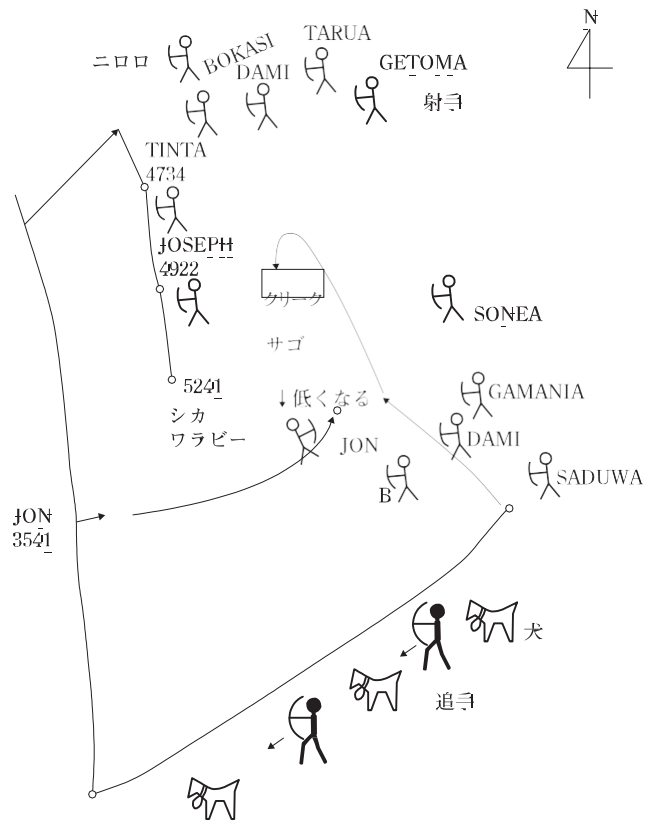 N
TARUA
ニロロ
BOKASI
DAMI
GETOMA
射手
TINTA
4734
JOSEPH
4922
クリーク
SONEA
サゴ
5241
GAMANIA
↓低くなる
シカ
ワラビー
JON
DAMI
SADUWA
B
JON
3541
犬
追手